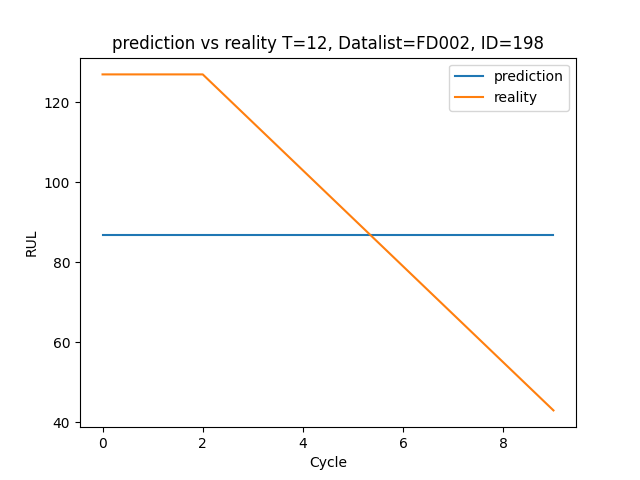 prediction vs reality T=12, Datalist=FD002, ID=198
prediction
reality
RUL
120
100
80
60
40
0 2 4 6 8
Cycle